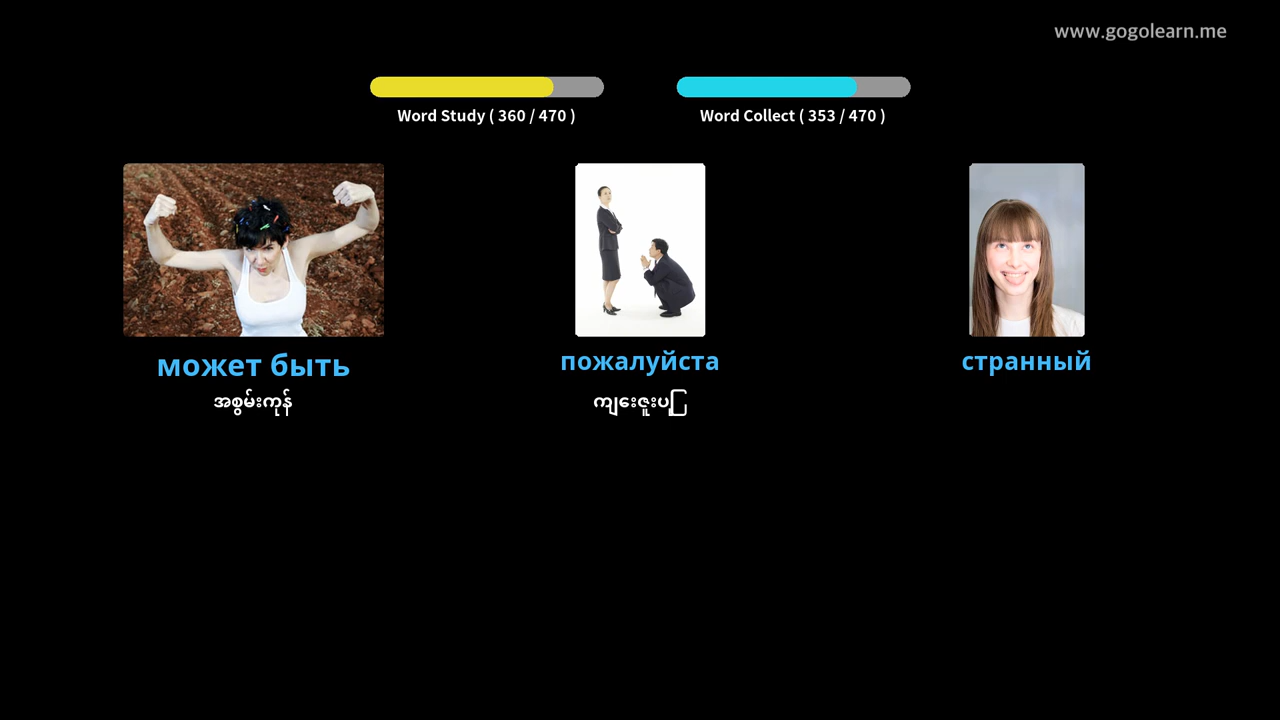 www.gogolearn.me
Word Study ( 360 / 470 )
Word Collect ( 353 / 470 )
может быть
пожалуйста
странный
အစွမ်းကုန်
ကျေးဇူးပြု